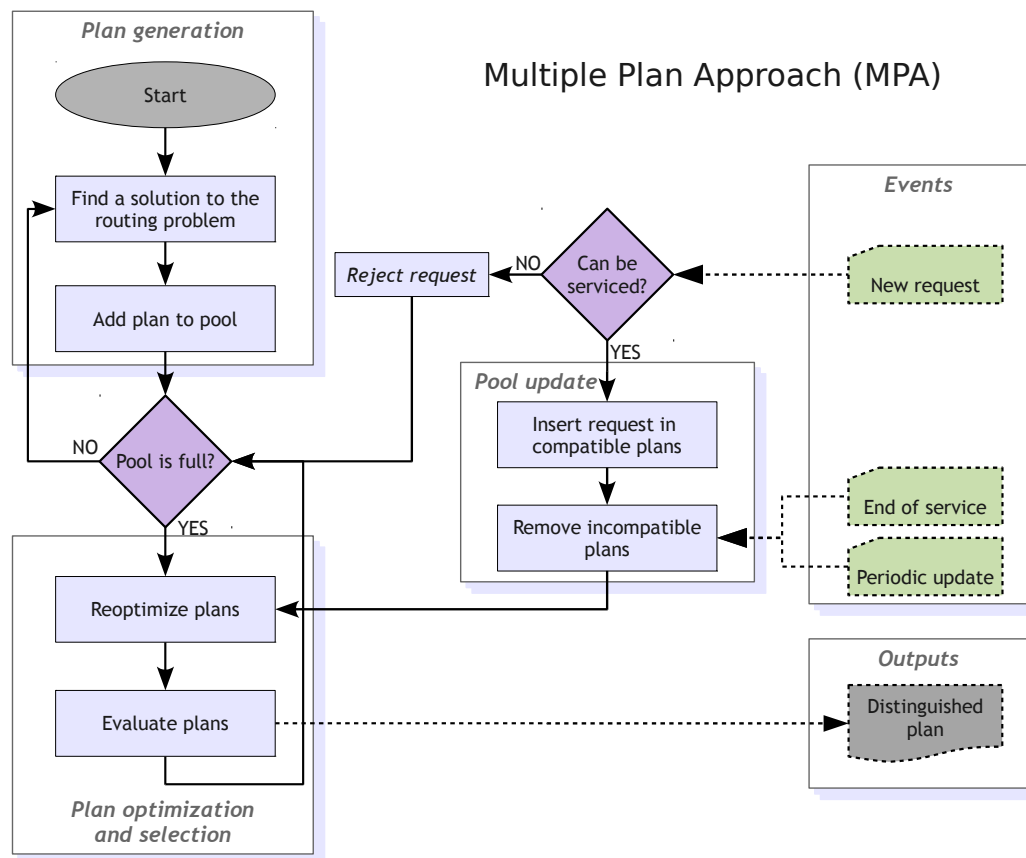 Plan generation
Start
Find a solution to the
routing problem
Add plan to pool
Pool is full?
NO
YES
Reoptimize plans
Evaluate plans
Plan optimization
and selection
Multiple Plan Approach (MPA)
Reject request
NO
Can be
serviced?
YES
Pool update
Insert request in
compatible plans
Remove incompatible
plans
Events
New request
End of service
Periodic update
Outputs
Distinguished
plan